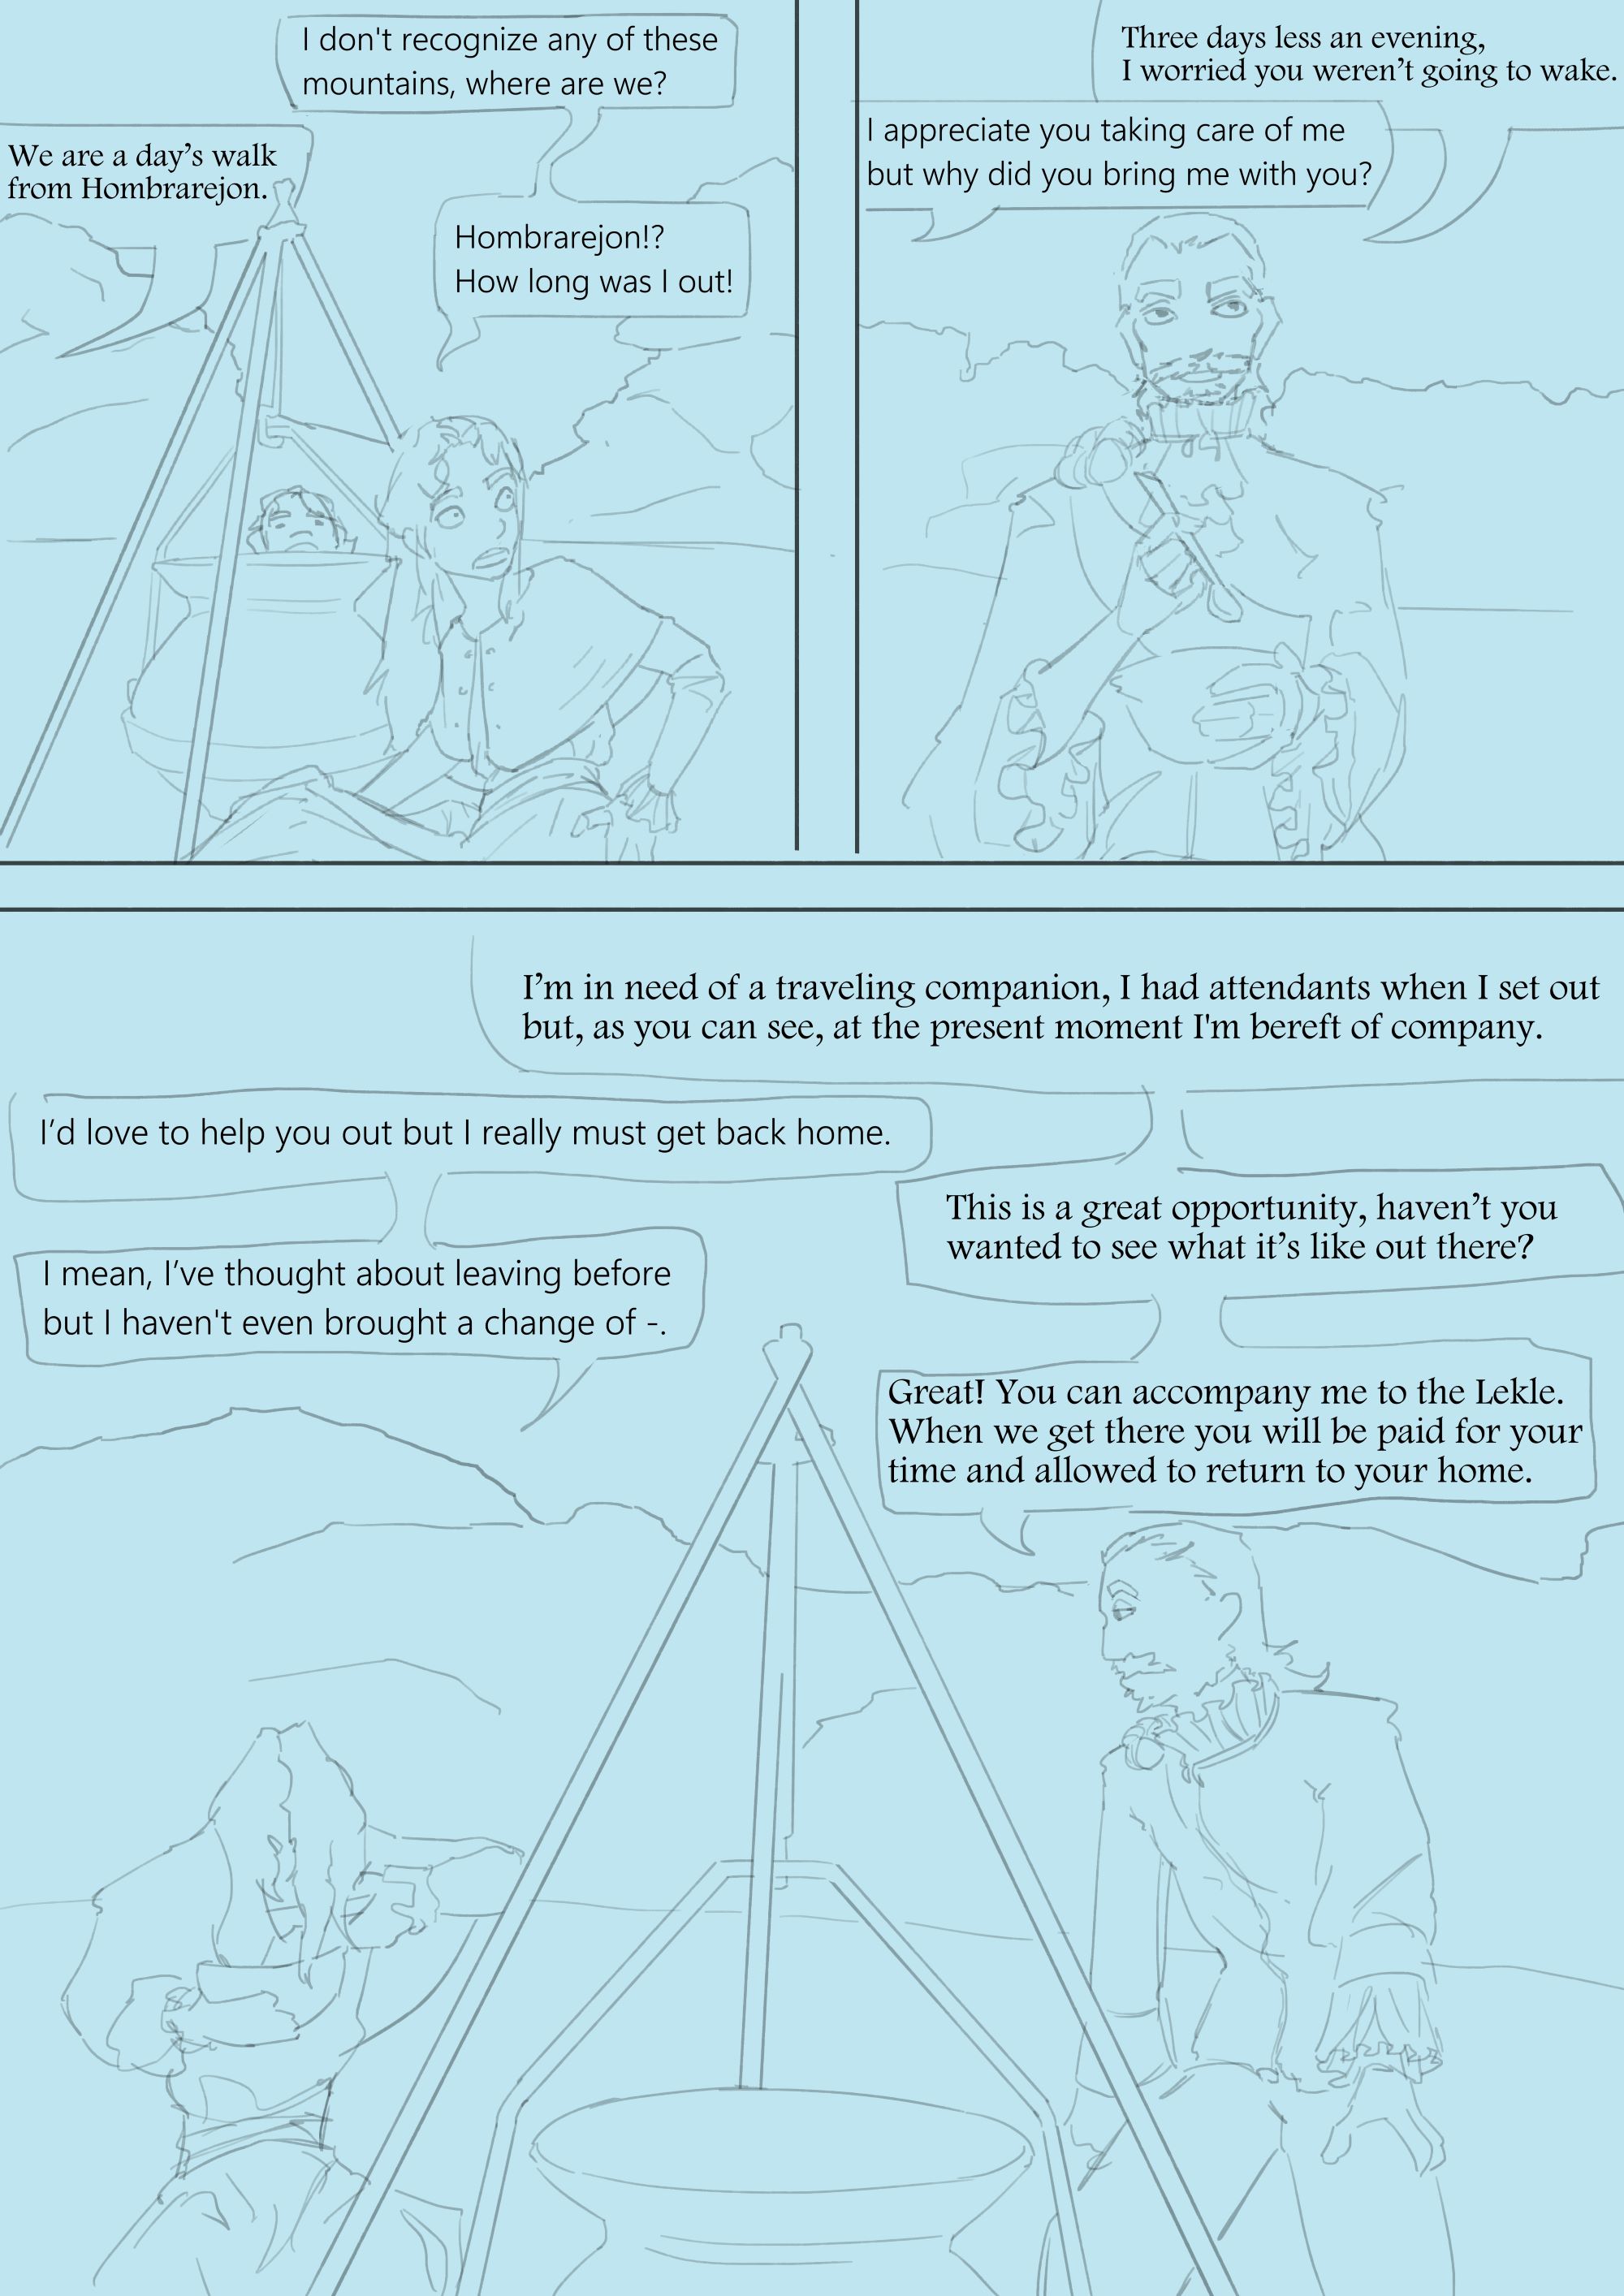 I don't recognize any of these
mountains, where are we?
We are a day's walk
from Hombrarejon.
Hombrarejon!?
How long was I out!
Three days less an evening,
I worried you weren't going to wake.
I appreciate you taking care of me
but why did you bring me with you?
I'm in need of a traveling companion, I had attendants when I set out
but, as you can see, at the present moment I'm bereft of company.
I'd love to help you out but I really must get back home.
This is a great opportunity, haven't you
wanted to see what it's like out there?
I mean, I've thought about leaving before
but I haven't even brought a change of -.
Great! You can accompany me to the Lekle.
When we get there you will be paid for your
time and allowed to return to your home.